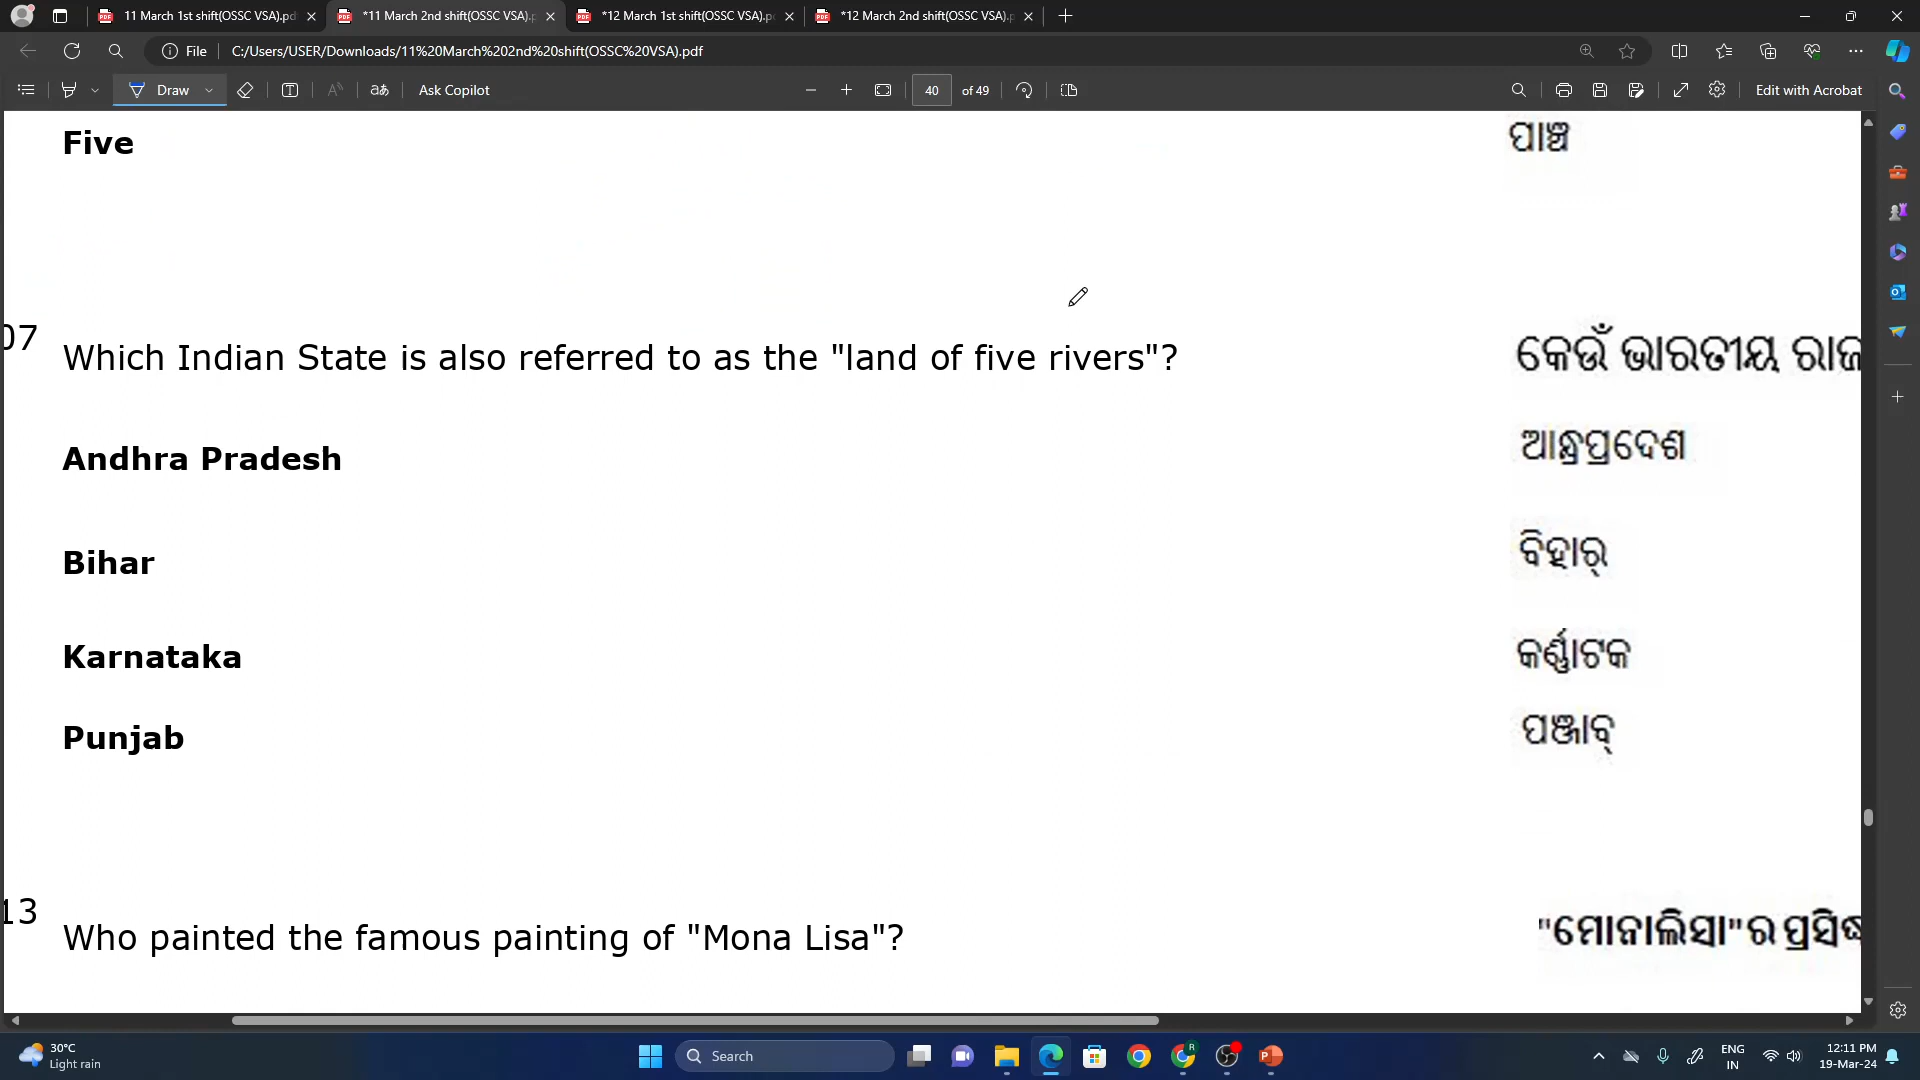 11 March 1st shift(OSSC VSA).pdf
*11 March 2nd shift(OSSC VSA).p
*12 March 1st shift(OSSC VSA).p
*12 March 2nd shift(OSSC VSA).p
File
C:/Users/USER/Downloads/11%20March%202nd%20shift(OSSC%20VSA).pdf
Draw
aあ
Ask Copilot
40
of 49
Edit with Acrobat
Five ପାଞ୍ଚ
07 Which Indian State is also referred to as the "land of five rivers"? କେଉଁ ଭାରତୀୟ
Andhra Pradesh ଆନ୍ଧ୍ରପ୍ରଦେଶ
Bihar ବିହାର୍
Karnataka କର୍ଣ୍ଣାଟକ
Punjab ପଞ୍ଜାବ୍
13 Who painted the famous painting of "Mona Lisa"? "ମୋନାଲିସା"ର
30°C
Light rain
Search
ENG
IN
12:11 PM
19-Mar-24